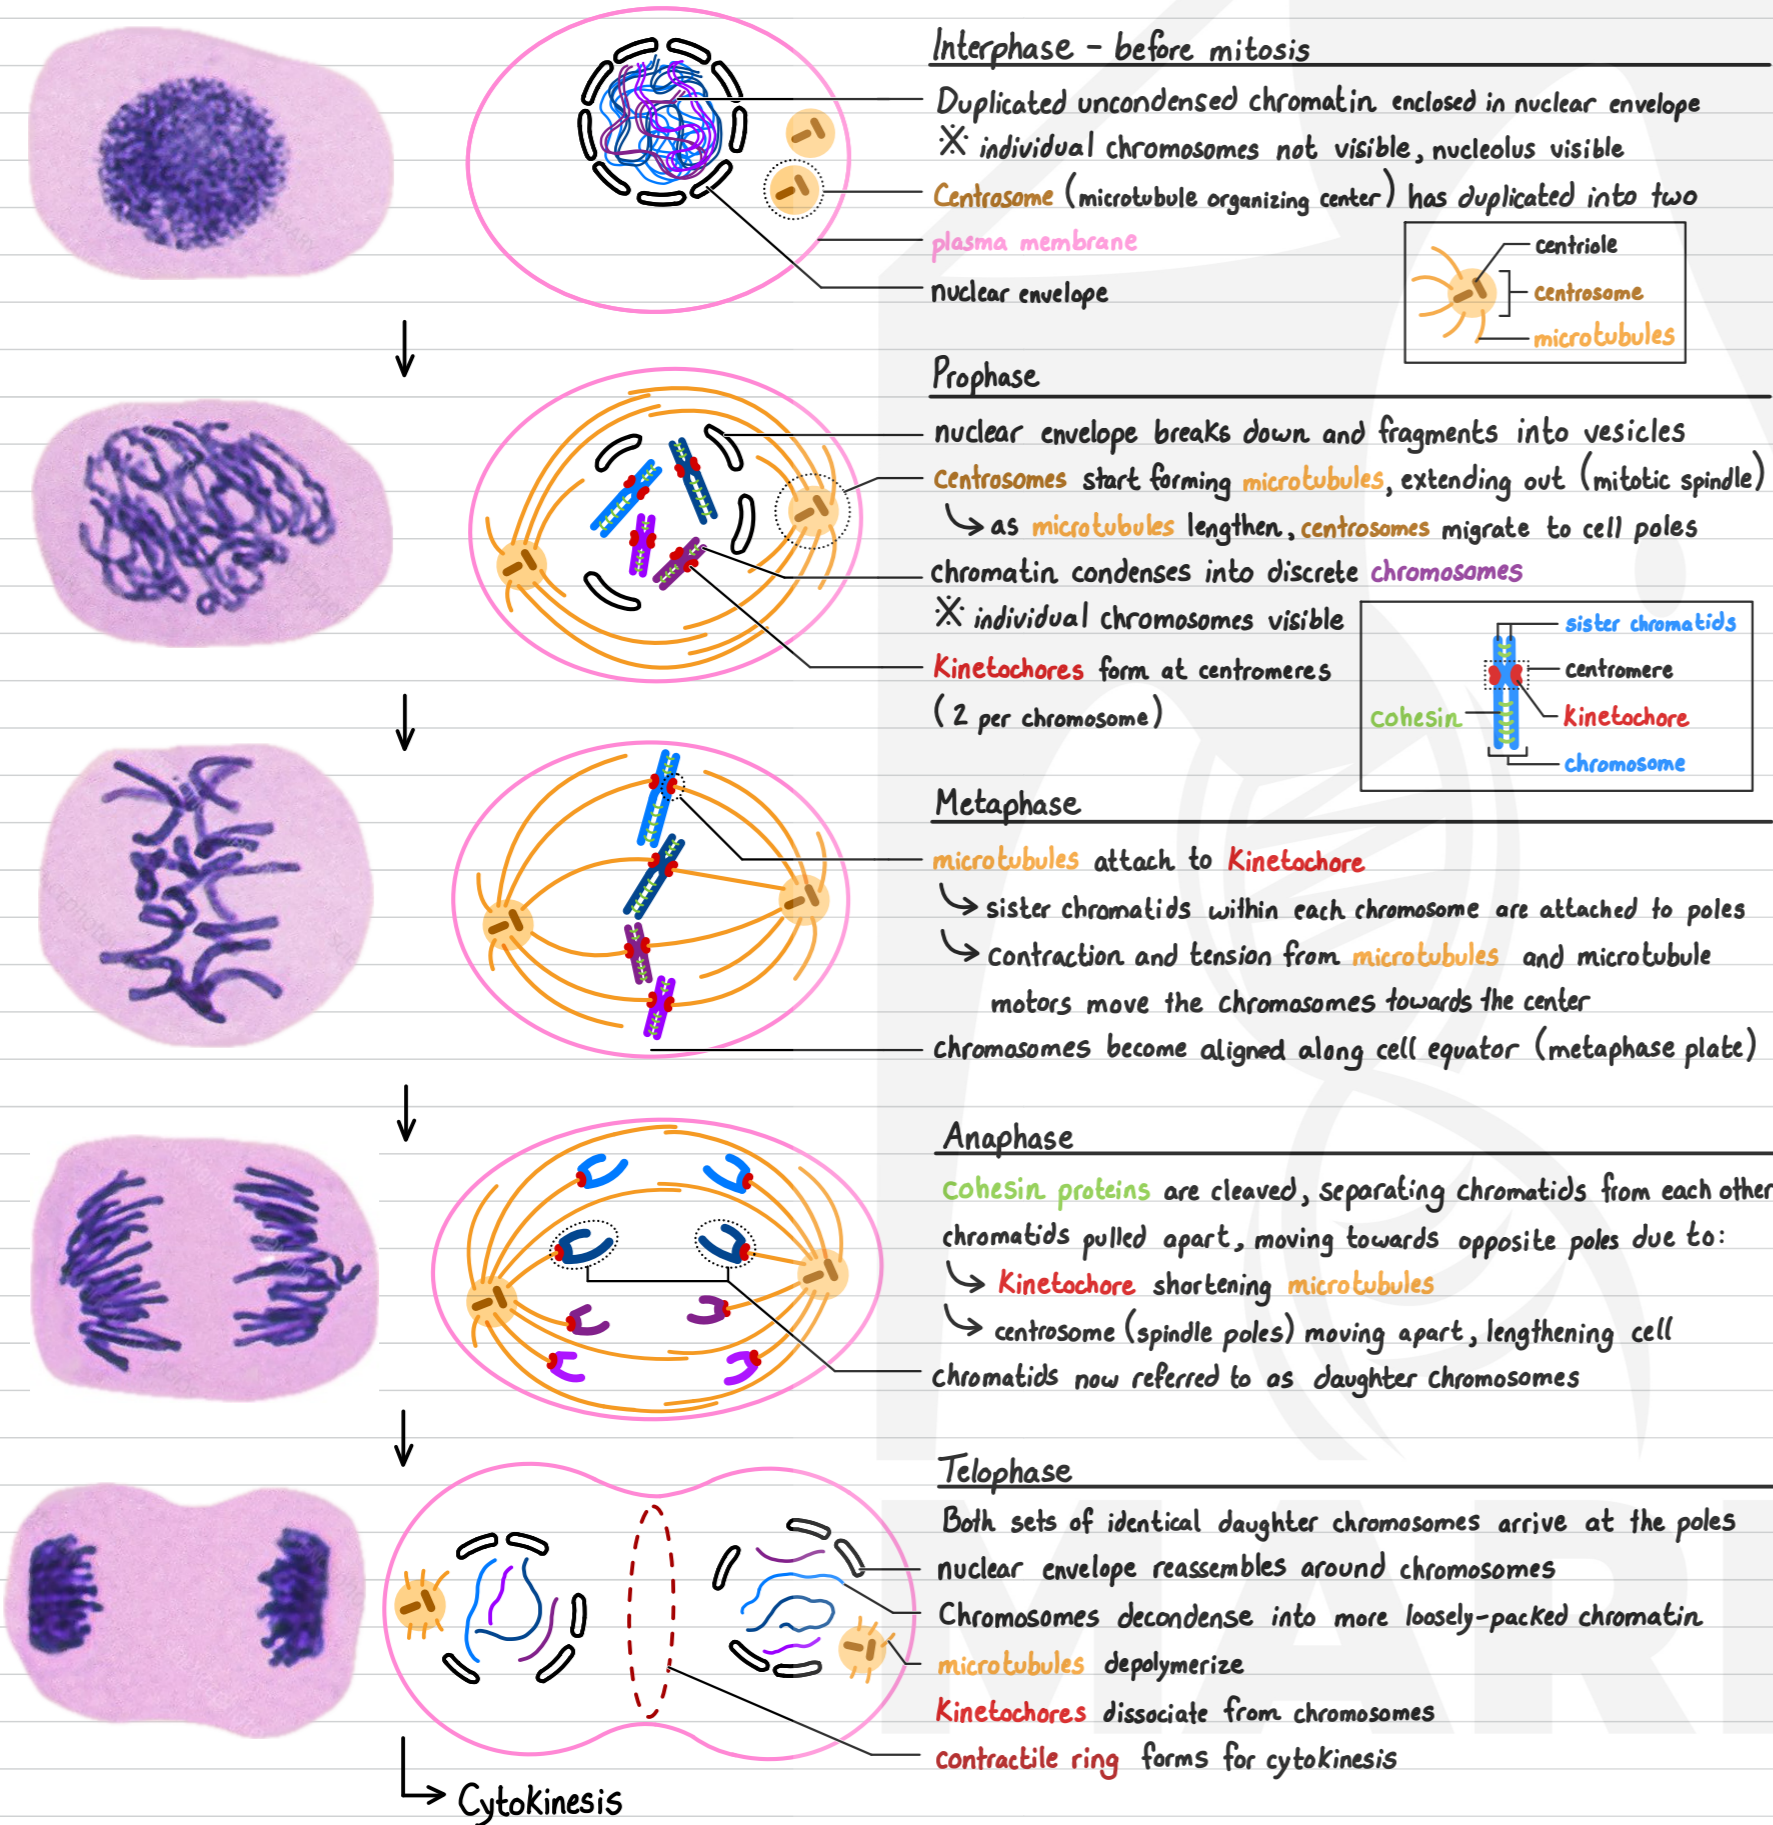 Interphase - before mitosis
Duplicated uncondensed chromatin enclosed in nuclear envelope
※ individual chromosomes not visible, nucleolus visible
Centrosome (microtubule organizing center) has duplicated into two
plasma membrane
nuclear envelope
centriole
centrosome
microtubules
Prophase
nuclear envelope breaks down and fragments into vesicles
centrosomes start forming microtubules, extending out (mitotic spindle)
↳ as microtubules lengthen, centrosomes migrate to cell poles
chromatin condenses into discrete chromosomes
※ individual chromosomes visible
Kinetochores form at centromeres
(2 per chromosome)
sister chromatids
centromere
cohesin
Kinetochore
chromosome
Metaphase
microtubules attach to Kinetochore
↳ sister chromatids within each chromosome are attached to poles
↳ contraction and tension from microtubules and microtubule
motors move the chromosomes towards the center
chromosomes become aligned along cell equator (metaphase plate)
Anaphase
cohesin proteins are cleaved, separating chromatids from each other
chromatids pulled apart, moving towards opposite poles due to:
↳ Kinetochore shortening microtubules
↳ centrosome (spindle poles) moving apart, lengthening cell
chromatids now referred to as daughter chromosomes
Telophase
Both sets of identical daughter chromosomes arrive at the poles
nuclear envelope reassembles around chromosomes
Chromosomes decondense into more loosely-packed chromatin
microtubules depolymerize
Kinetochores dissociate from chromosomes
contractile ring forms for cytokinesis
Cytokinesis